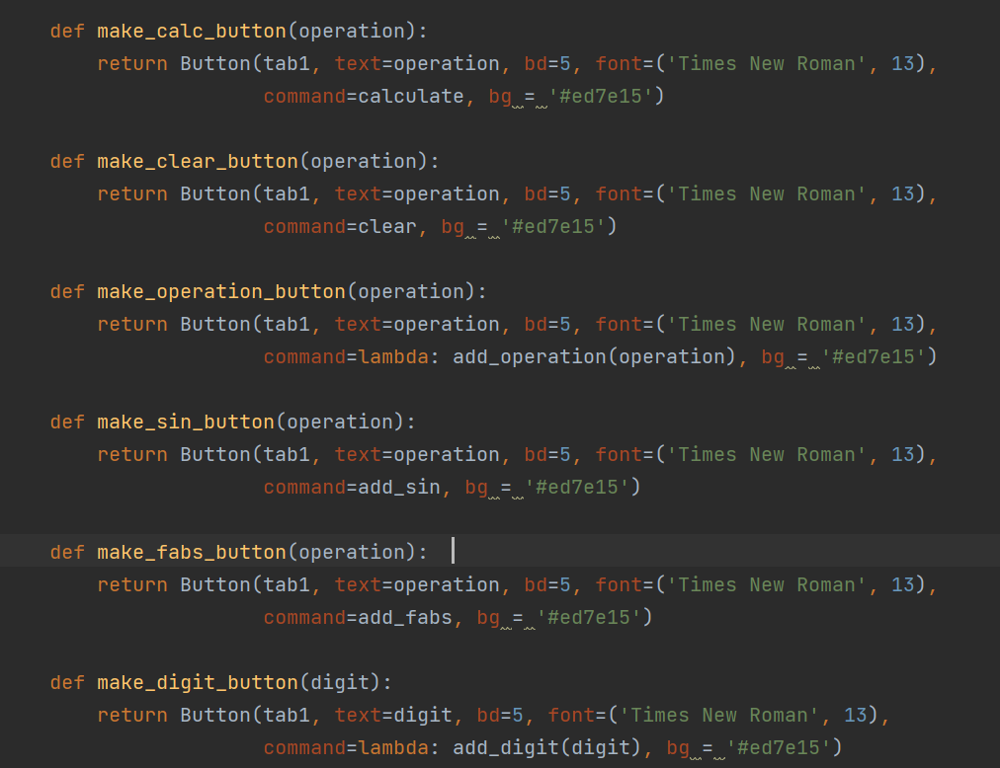 def make_calc_button(operation):
    return Button(tab1, text=operation, bd=5, font=('Times New Roman', 13),
                  command=calculate, bg = '#ed7e15')
def make_clear_button(operation):
    return Button(tab1, text=operation, bd=5, font=('Times New Roman', 13),
                  command=clear, bg = '#ed7e15')
def make_operation_button(operation):
    return Button(tab1, text=operation, bd=5, font=('Times New Roman', 13),
                  command=lambda: add_operation(operation), bg = '#ed7e15')
def make_sin_button(operation):
    return Button(tab1, text=operation, bd=5, font=('Times New Roman', 13),
                  command=add_sin, bg = '#ed7e15')
def make_fabs_button(operation):
    return Button(tab1, text=operation, bd=5, font=('Times New Roman', 13),
                  command=add_fabs, bg = '#ed7e15')
def make_digit_button(digit):
    return Button(tab1, text=digit, bd=5, font=('Times New Roman', 13),
                  command=lambda: add_digit(digit), bg = '#ed7e15')